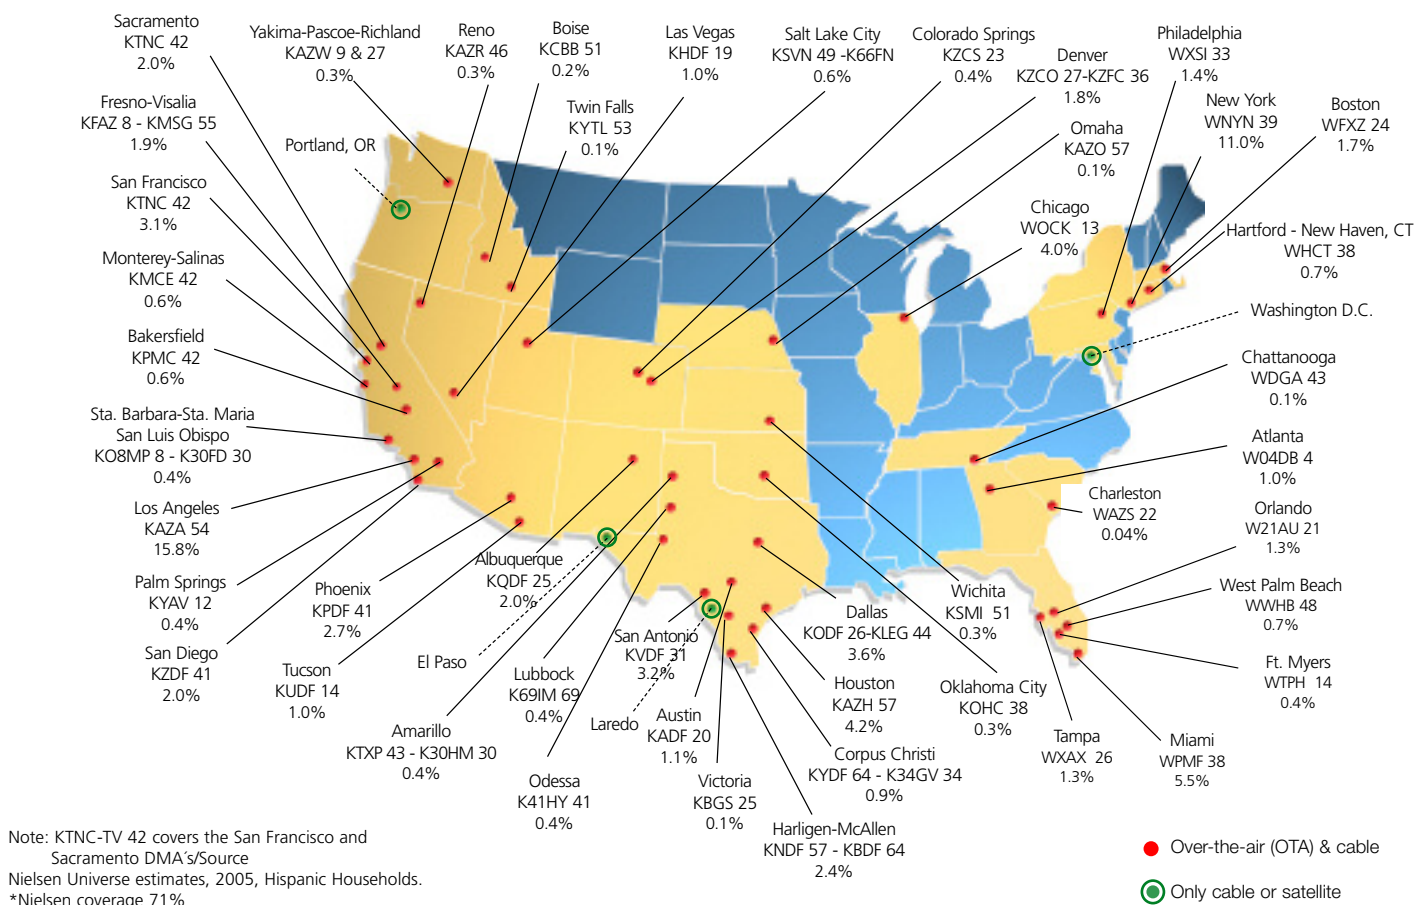 Sacramento
KTNC 42
2.0%
Yakima-Pascoe-Richland
KAZW 9 & 27
0.3%
Reno
KAZR 46
0.3%
Boise
KCBB 51
0.2%
Las Vegas
KHDF 19
1.0%
Salt Lake City
KSVN 49 -K66FN
0.6%
Colorado Springs
KZCS 23
0.4%
Denver
KZCO 27-KZFC 36
1.8%
Philadelphia
WXSI 33
1.4%
New York
WNYN 39
11.0%
Boston
WFXZ 24
1.7%
Fresno-Visalia
KFAZ 8 - KMSG 55
1.9%
Twin Falls
KYTL 53
0.1%
Omaha
KAZO 57
0.1%
Portland, OR
San Francisco
KTNC 42
3.1%
Chicago
WOCK 13
4.0%
Hartford - New Haven, CT
WHCT 38
0.7%
Monterey-Salinas
KMCE 42
0.6%
Washington D.C.
Bakersfield
KPMC 42
0.6%
Chattanooga
WDGA 43
0.1%
Sta. Barbara-Sta. Maria
San Luis Obispo
KO8MP 8 - K30FD 30
0.4%
Atlanta
W04DB 4
1.0%
Los Angeles
KAZA 54
15.8%
Charleston
WAZS 22
0.04%
Orlando
W21AU 21
1.3%
Palm Springs
KYAV 12
0.4%
Phoenix
KPDF 41
2.7%
Albuquerque
KQDF 25
2.0%
Wichita
KSMI 51
0.3%
West Palm Beach
WWHB 48
0.7%
San Diego
KZDF 41
2.0%
Tucson
KUDF 14
1.0%
El Paso
Lubbock
K69IM 69
0.4%
San Antonio
KVDF 31
3.2%
Dallas
KODF 26-KLEG 44
3.6%
Ft. Myers
WTPH 14
0.4%
Laredo
Austin
KADF 20
1.1%
Houston
KAZH 57
4.2%
Oklahoma City
KOHC 38
0.3%
Amarillo
KTXP 43 - K30HM 30
0.4%
Tampa
WXAX 26
1.3%
Miami
WPMF 38
5.5%
Odessa
K41HY 41
0.4%
Victoria
KBGS 25
0.1%
Corpus Christi
KYDF 64 - K34GV 34
0.9%
Harligen-McAllen
KNDF 57 - KBDF 64
2.4%
Note: KTNC-TV 42 covers the San Francisco and
Sacramento DMA´s/Source
Nielsen Universe estimates, 2005, Hispanic Households.
*Nielsen coverage 71%
Over-the-air (OTA) & cable
Only cable or satellite